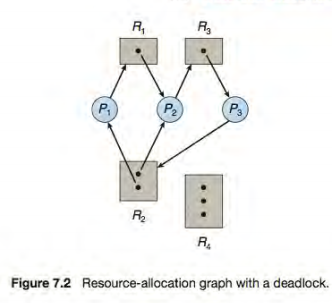 R1 R3
P1 P2 P3
R2
R4
Figure 7.2 Resource-allocation graph with a deadlock.